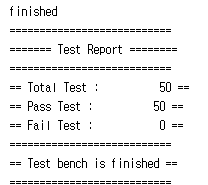 finished
==========================
======= Test Report ========
==========================
== Total Test :         50 ==
== Pass Test :         50 ==
== Fail Test :          0 ==
==========================
== Test bench is finished ==
==========================